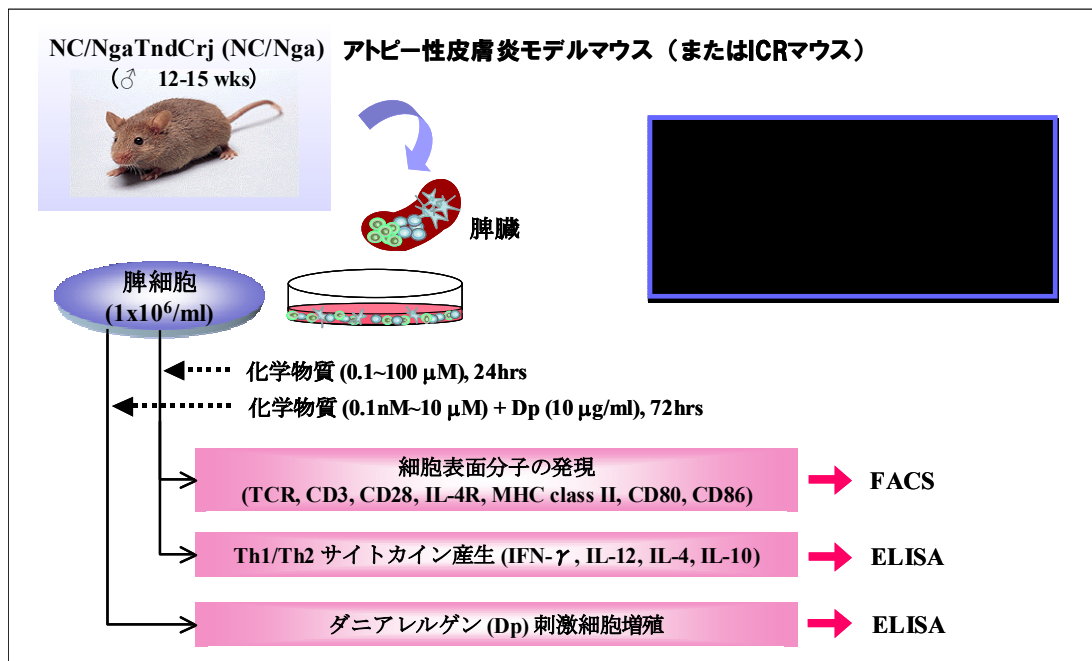 NC/NgaTndCrj (NC/Nga) アトピー性皮膚炎モデルマウス（またはICRマウス）
(♂ 12-15 wks)
脾臓
脾細胞
(1x10⁶/ml)
化学物質 (0.1~100 μM), 24hrs
化学物質 (0.1nM~10 μM) + Dp (10 μg/ml), 72hrs
細胞表面分子の発現
(TCR, CD3, CD28, IL-4R, MHC class II, CD80, CD86)
FACS
Th1/Th2 サイトカイン産生 (IFN-γ, IL-12, IL-4, IL-10)
ELISA
ダニアレルゲン (Dp) 刺激細胞増殖
ELISA